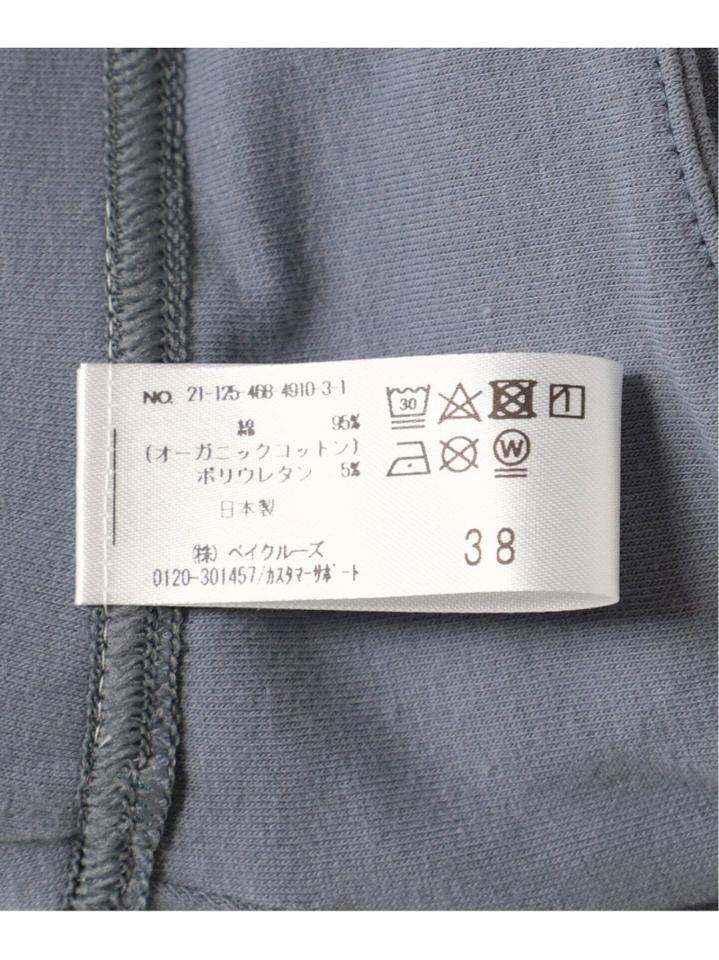 NO. 21-125-468-4910-3-1
綿 95%
(オーガニックコットン)
ポリウレタン 5%
日本製
(株) ベイクルーズ
0120-301457/カスタマーサポート
30
W
38